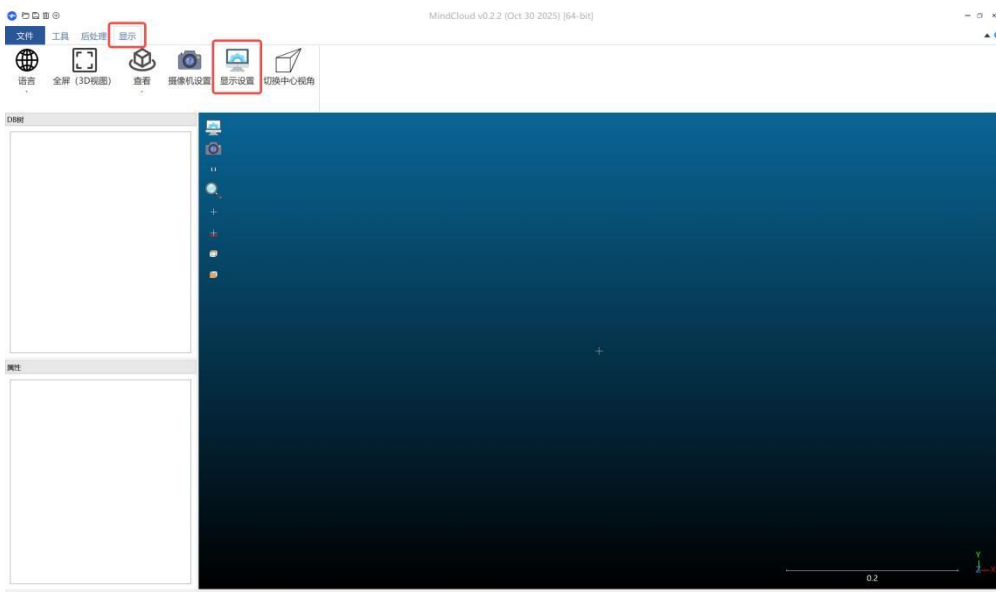 MindCloud v0.2.2 (Oct 30 2025) [64-bit]
文件 工具 后处理 显示
语言 全屏 (3D视图) 查看 摄像机设置 显示设置 切换中心视角
DB树
属性
Y
Z X
0.2